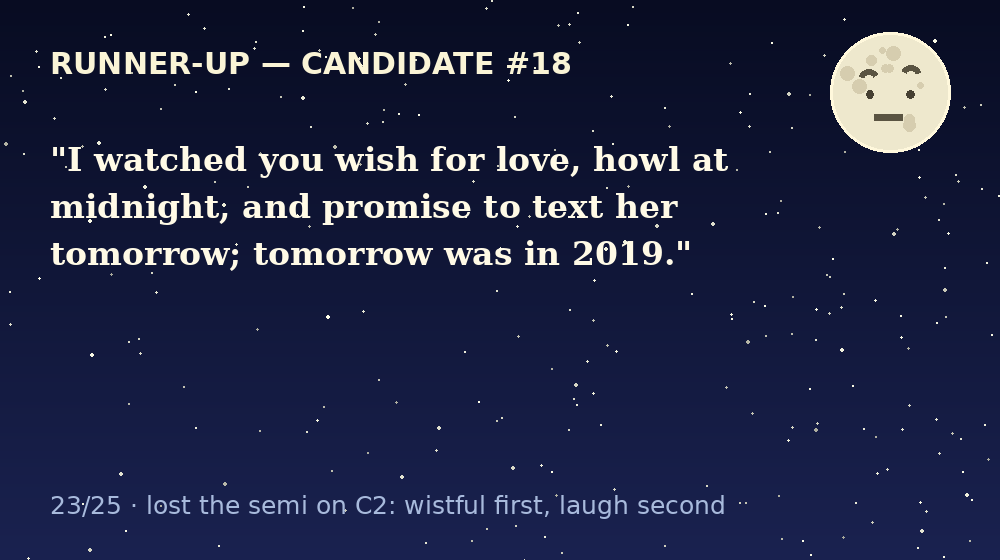 RUNNER-UP — CANDIDATE #18
"I watched you wish for love, howl at
midnight; and promise to text her
tomorrow; tomorrow was in 2019."
23/25 · lost the semi on C2: wistful first, laugh second